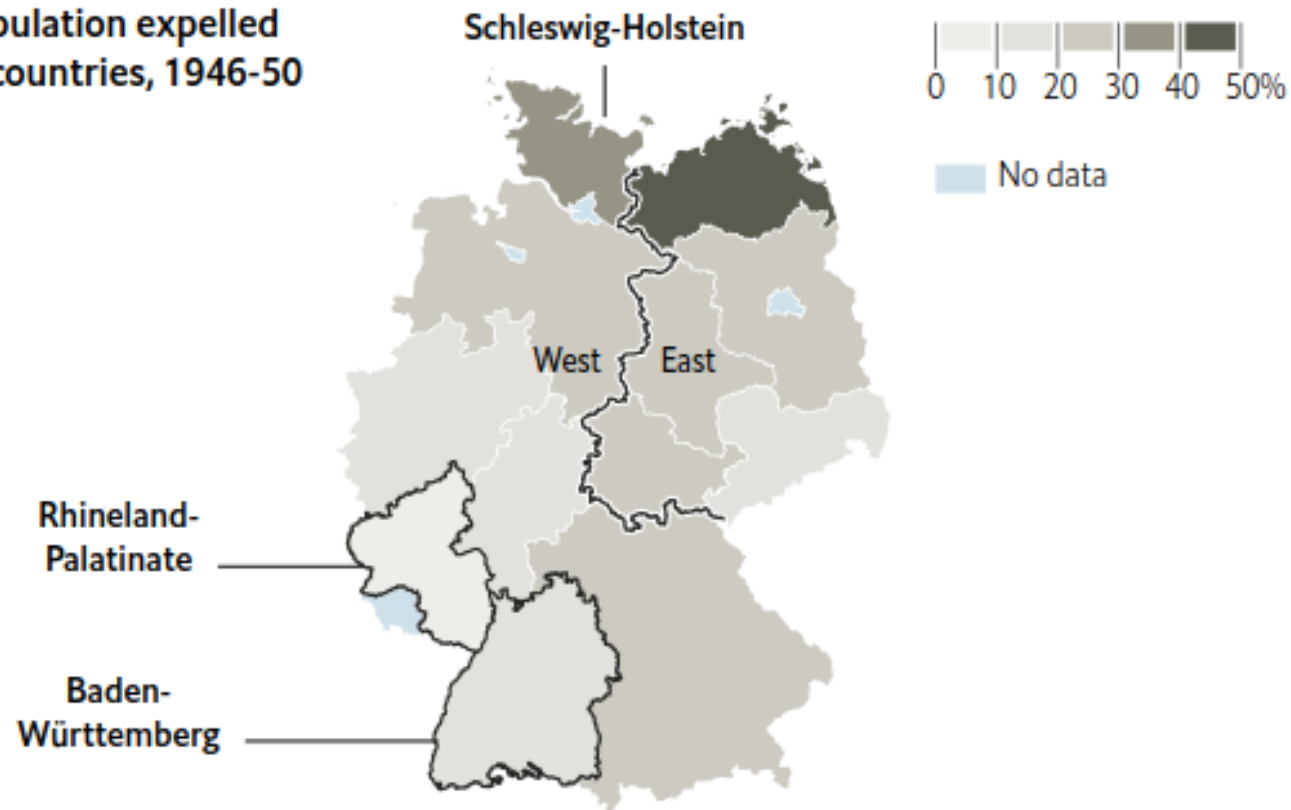 pulation expelled
countries, 1946-50
Schleswig-Holstein
0 10 20 30 40 50%
No data
West East
Rhineland-
Palatinate
Baden-
Württemberg